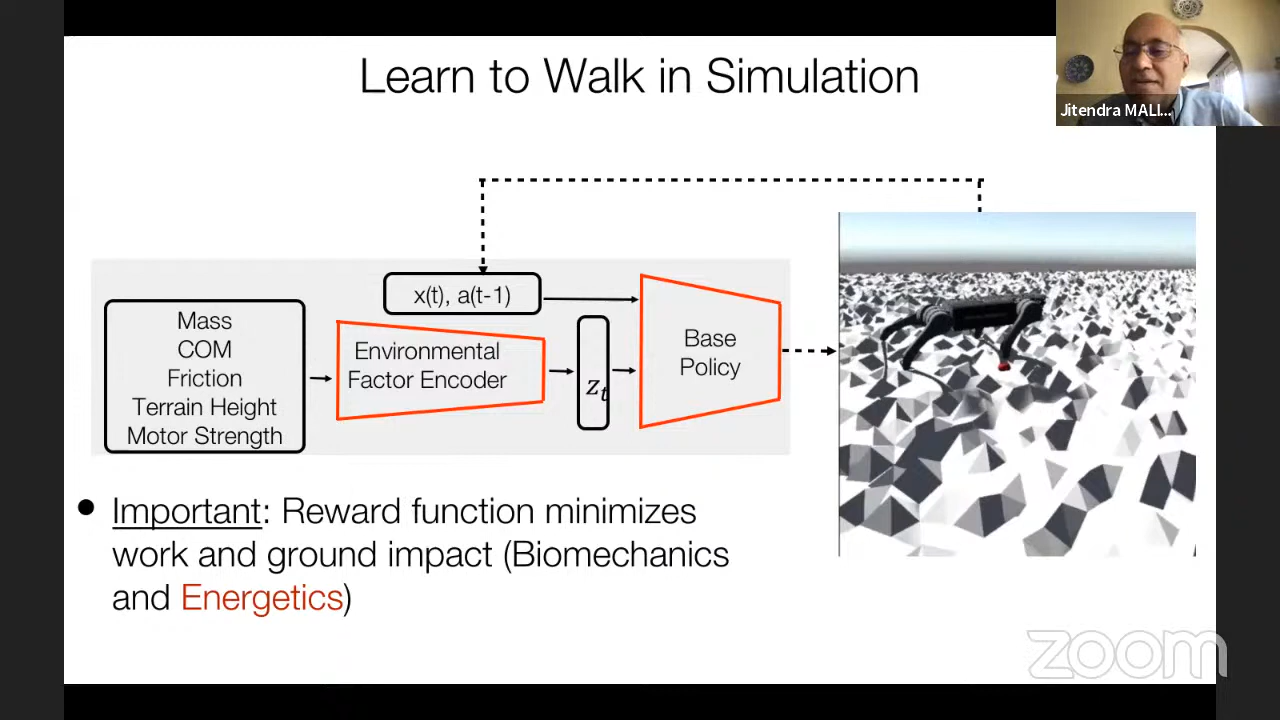 Learn to Walk in Simulation
Jitendra MALI...
x(t), a(t-1)
Mass
COM
Friction
Terrain Height
Motor Strength
Environmental
Factor Encoder
zt
Base
Policy
• Important: Reward function minimizes
work and ground impact (Biomechanics
and Energetics)
zoom